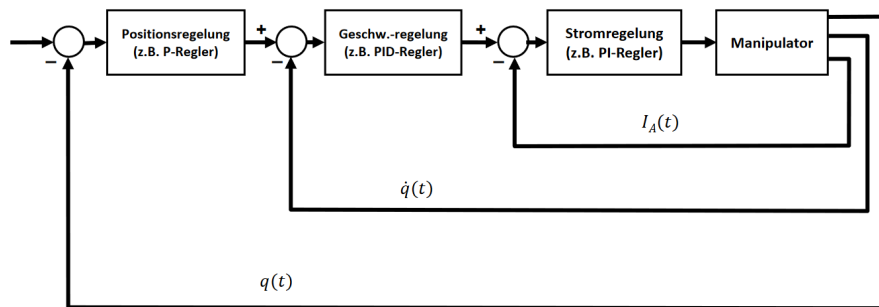 Positionsregelung
(z.B. P-Regler)
+
Geschw.-regelung
(z.B. PID-Regler)
+
Stromregelung
(z.B. PI-Regler)
Manipulator
−
−
−
I_A(t)
q̇(t)
q(t)